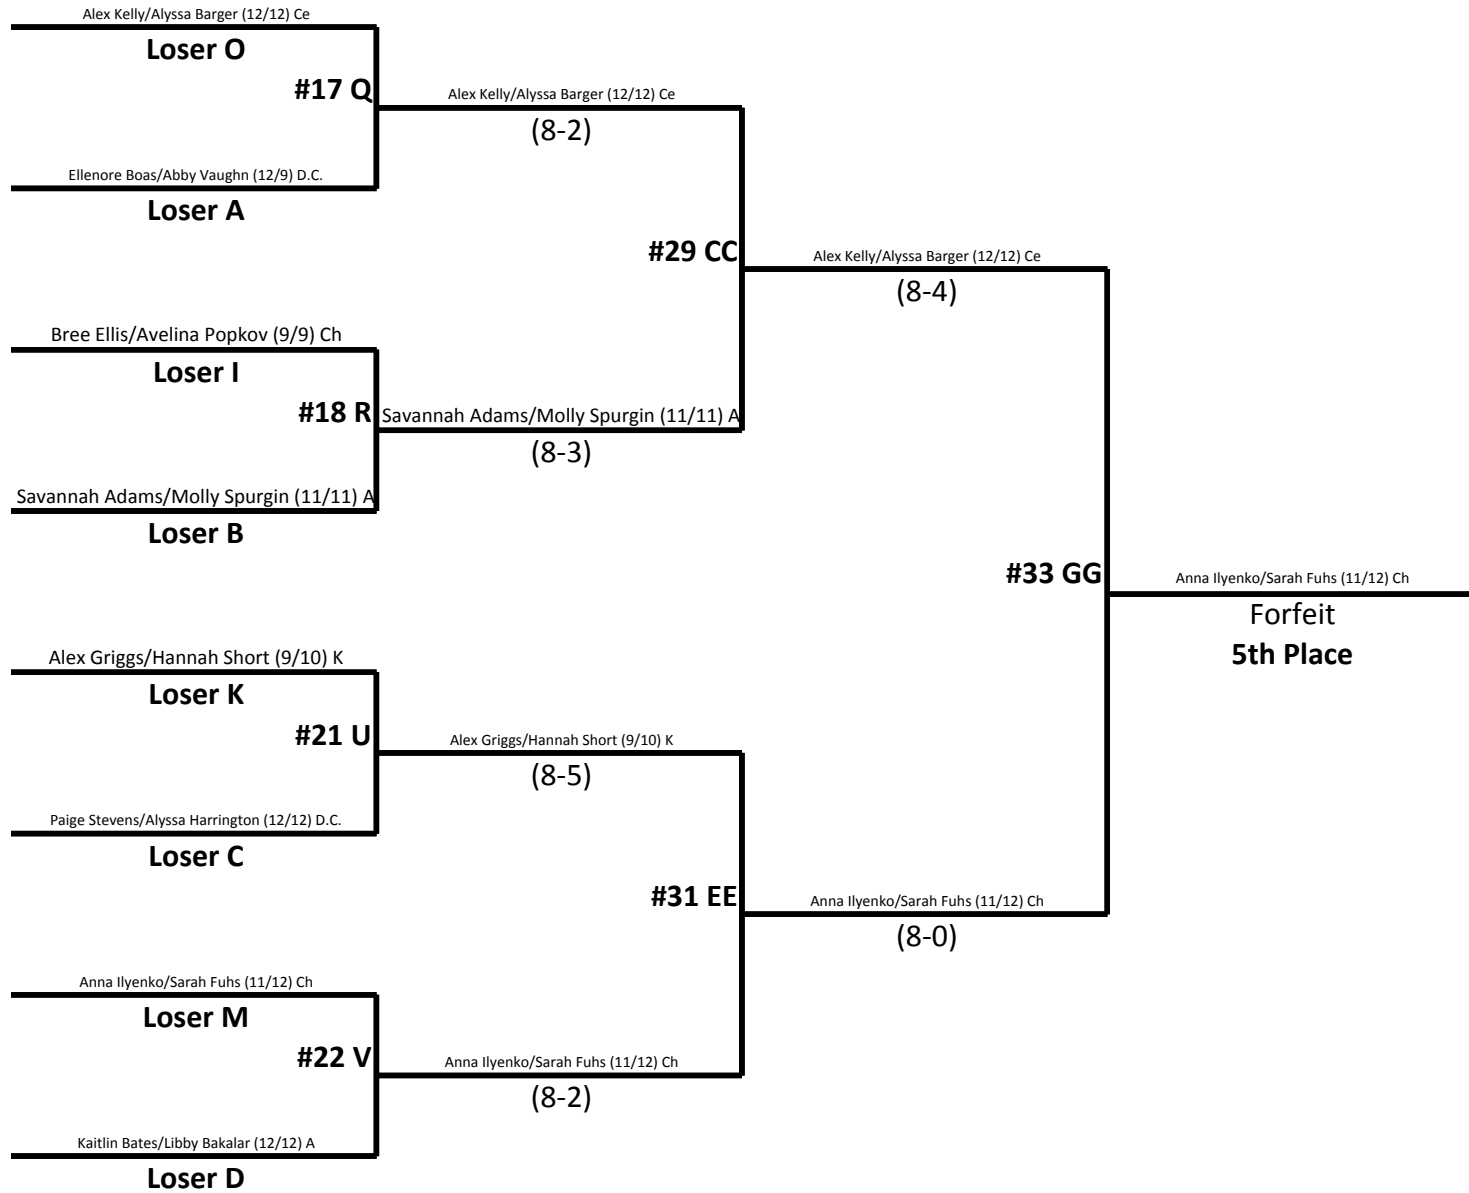 Alex Kelly/Alyssa Barger (12/12) Ce
Loser O
#17 Q
Alex Kelly/Alyssa Barger (12/12) Ce
(8-2)
Ellenore Boas/Abby Vaughn (12/9) D.C.
Loser A
#29 CC
Alex Kelly/Alyssa Barger (12/12) Ce
(8-4)
Bree Ellis/Avelina Popkov (9/9) Ch
Loser I
#18 R
Savannah Adams/Molly Spurgin (11/11) A
(8-3)
Savannah Adams/Molly Spurgin (11/11) A
Loser B
#33 GG
Anna Ilyenko/Sarah Fuhs (11/12) Ch
Forfeit
5th Place
Alex Griggs/Hannah Short (9/10) K
Loser K
#21 U
Alex Griggs/Hannah Short (9/10) K
(8-5)
Paige Stevens/Alyssa Harrington (12/12) D.C.
Loser C
#31 EE
Anna Ilyenko/Sarah Fuhs (11/12) Ch
(8-0)
Anna Ilyenko/Sarah Fuhs (11/12) Ch
Loser M
#22 V
Anna Ilyenko/Sarah Fuhs (11/12) Ch
(8-2)
Kaitlin Bates/Libby Bakalar (12/12) A
Loser D